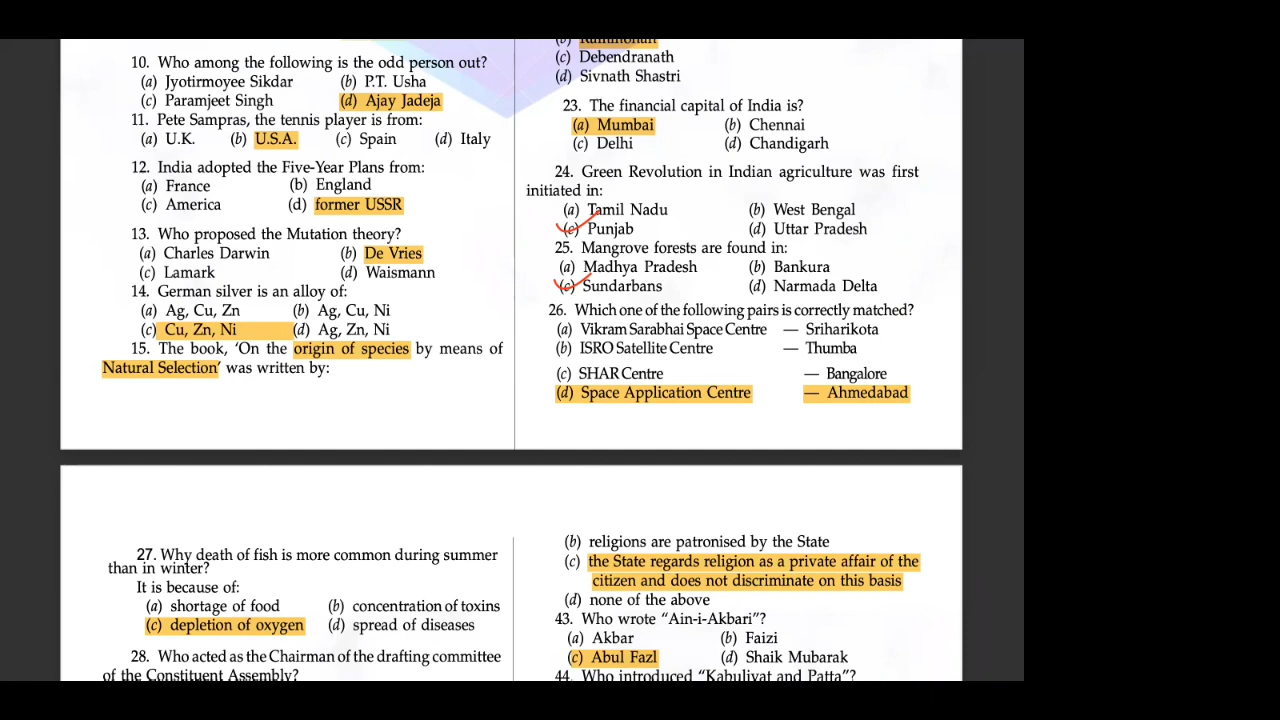 10. Who among the following is the odd person out?
(a) Jyotirmoyee Sikdar (b) P.T. Usha
(c) Paramjeet Singh (d) Ajay Jadeja
11. Pete Sampras, the tennis player is from:
(a) U.K. (b) U.S.A. (c) Spain (d) Italy
12. India adopted the Five-Year Plans from:
(a) France (b) England
(c) America (d) former USSR
13. Who proposed the Mutation theory?
(a) Charles Darwin (b) De Vries
(c) Lamark (d) Waismann
14. German silver is an alloy of:
(a) Ag, Cu, Zn (b) Ag, Cu, Ni
(c) Cu, Zn, Ni (d) Ag, Zn, Ni
15. The book, 'On the origin of species by means of
Natural Selection' was written by:
(c) Debendranath
(d) Sivnath Shastri
23. The financial capital of India is?
(a) Mumbai (b) Chennai
(c) Delhi (d) Chandigarh
24. Green Revolution in Indian agriculture was first
initiated in:
(a) Tamil Nadu (b) West Bengal
(c) Punjab (d) Uttar Pradesh
25. Mangrove forests are found in:
(a) Madhya Pradesh (b) Bankura
(c) Sundarbans (d) Narmada Delta
26. Which one of the following pairs is correctly matched?
(a) Vikram Sarabhai Space Centre — Sriharikota
(b) ISRO Satellite Centre — Thumba
(c) SHAR Centre — Bangalore
(d) Space Application Centre — Ahmedabad
27. Why death of fish is more common during summer
than in winter?
It is because of:
(a) shortage of food (b) concentration of toxins
(c) depletion of oxygen (d) spread of diseases
28. Who acted as the Chairman of the drafting committee
of the Constituent Assembly?
(b) religions are patronised by the State
(c) the State regards religion as a private affair of the
citizen and does not discriminate on this basis
(d) none of the above
43. Who wrote "Ain-i-Akbari"?
(a) Akbar (b) Faizi
(c) Abul Fazl (d) Shaik Mubarak
44. Who introduced "Kabuliyat and Patta"?